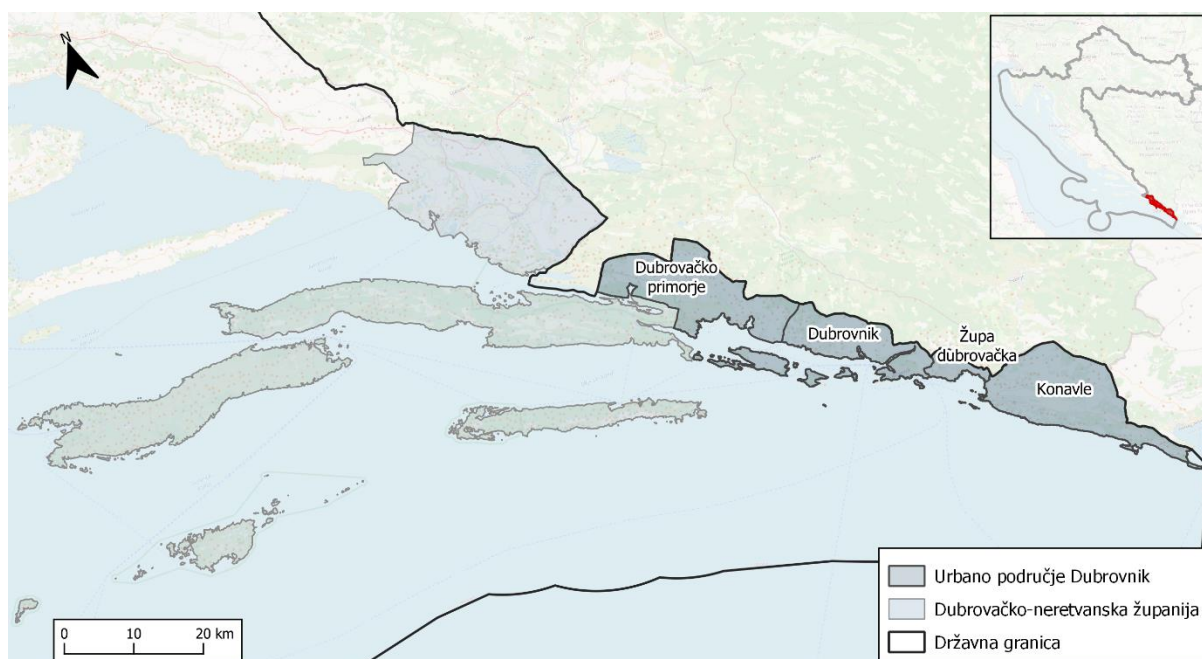 N
Dubrovačko
primorje
Dubrovnik
Župa
dubrovačka
Konavle
Urbano područje Dubrovnik
Dubrovačko-neretvanska županija
Državna granica
0 10 20 km